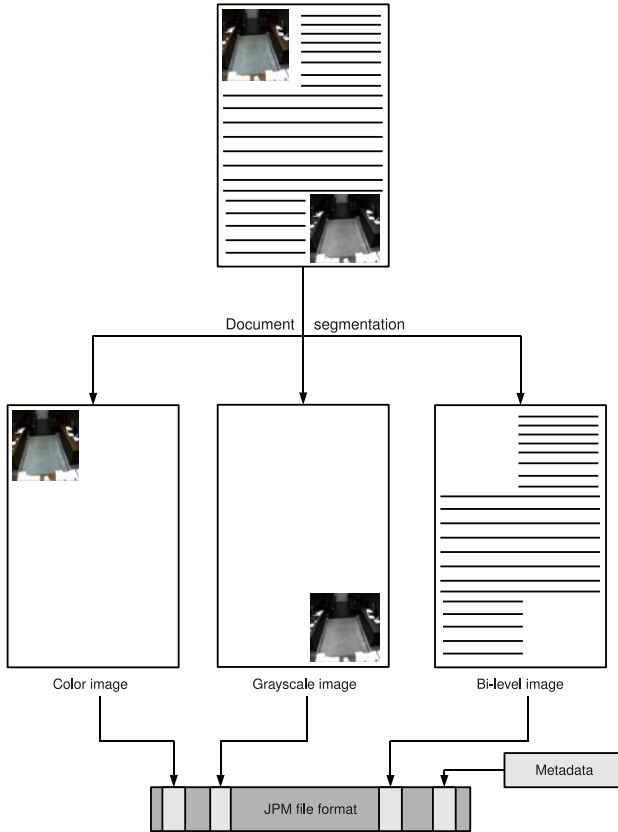 Document segmentation
Color image
Grayscale image
Bi-level image
Metadata
JPM file format